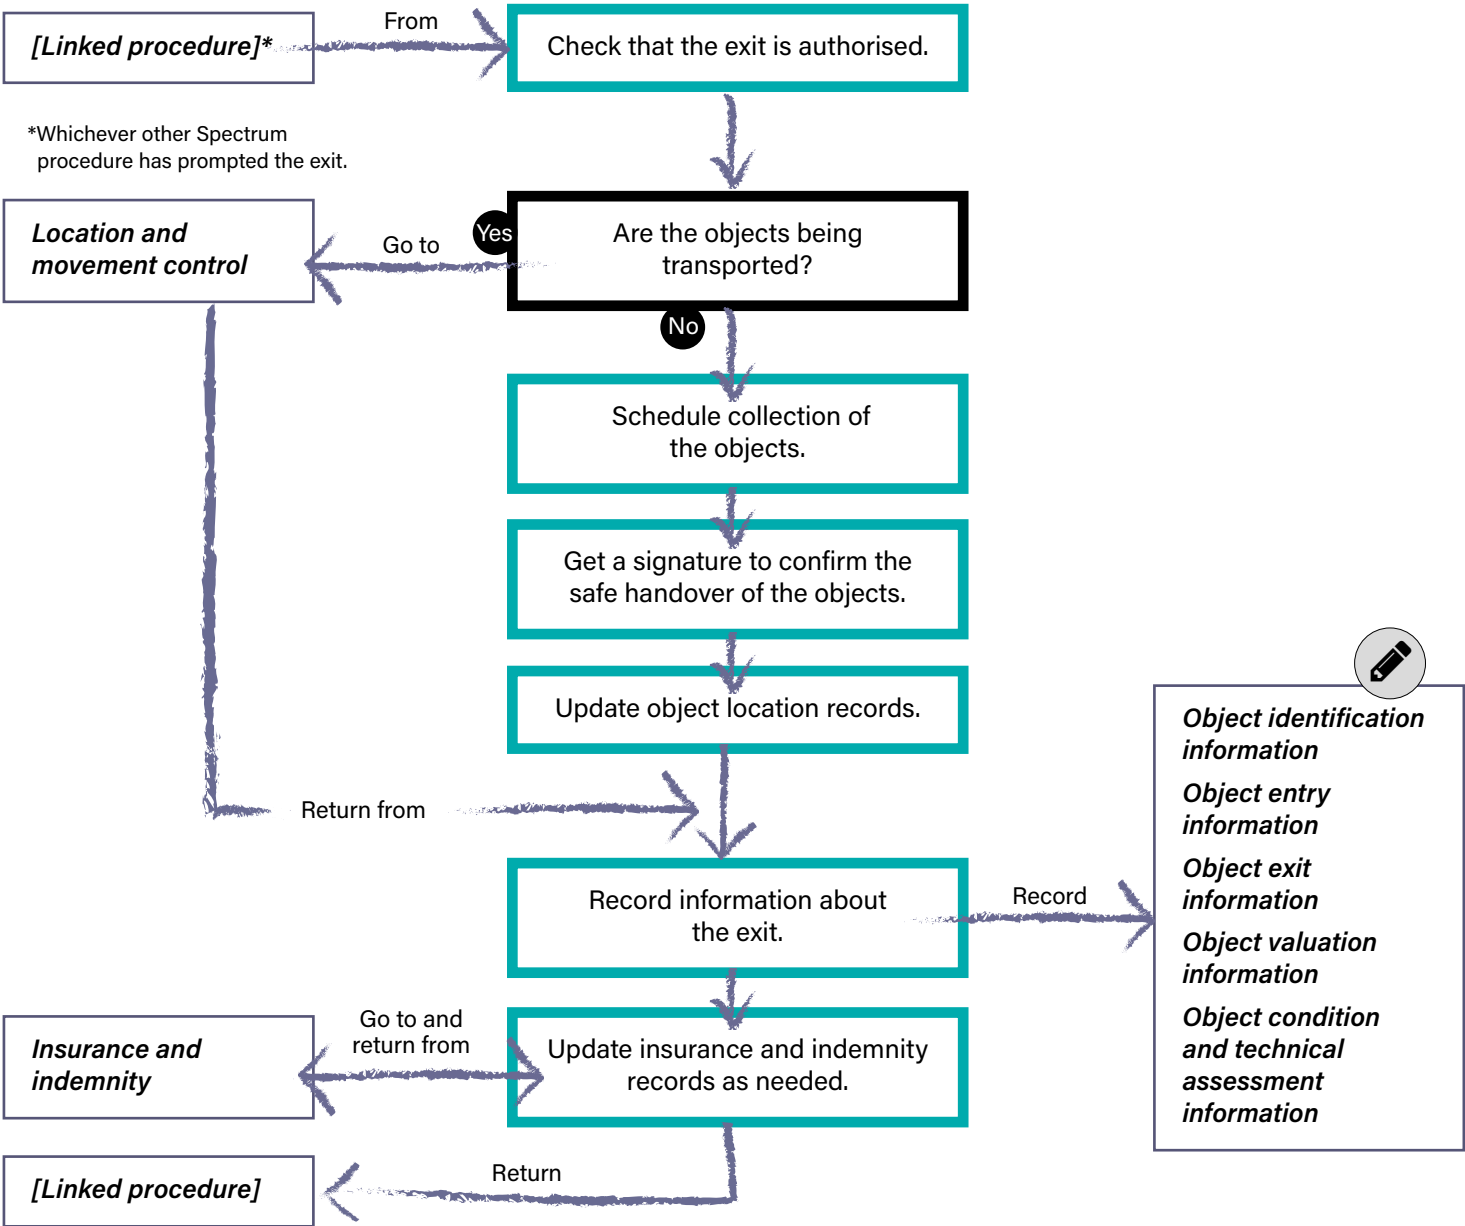 [Linked procedure]*
From
Check that the exit is authorised.
*Whichever other Spectrum
procedure has prompted the exit.
Location and
movement control
Go to
Yes
Are the objects being
transported?
No
Schedule collection of
the objects.
Get a signature to confirm the
safe handover of the objects.
Update object location records.
Return from
Record information about
the exit.
Record
Object identification
information
Object entry
information
Object exit
information
Object valuation
information
Object condition
and technical
assessment
information
Insurance and
indemnity
Go to and
return from
Update insurance and indemnity
records as needed.
[Linked procedure]
Return